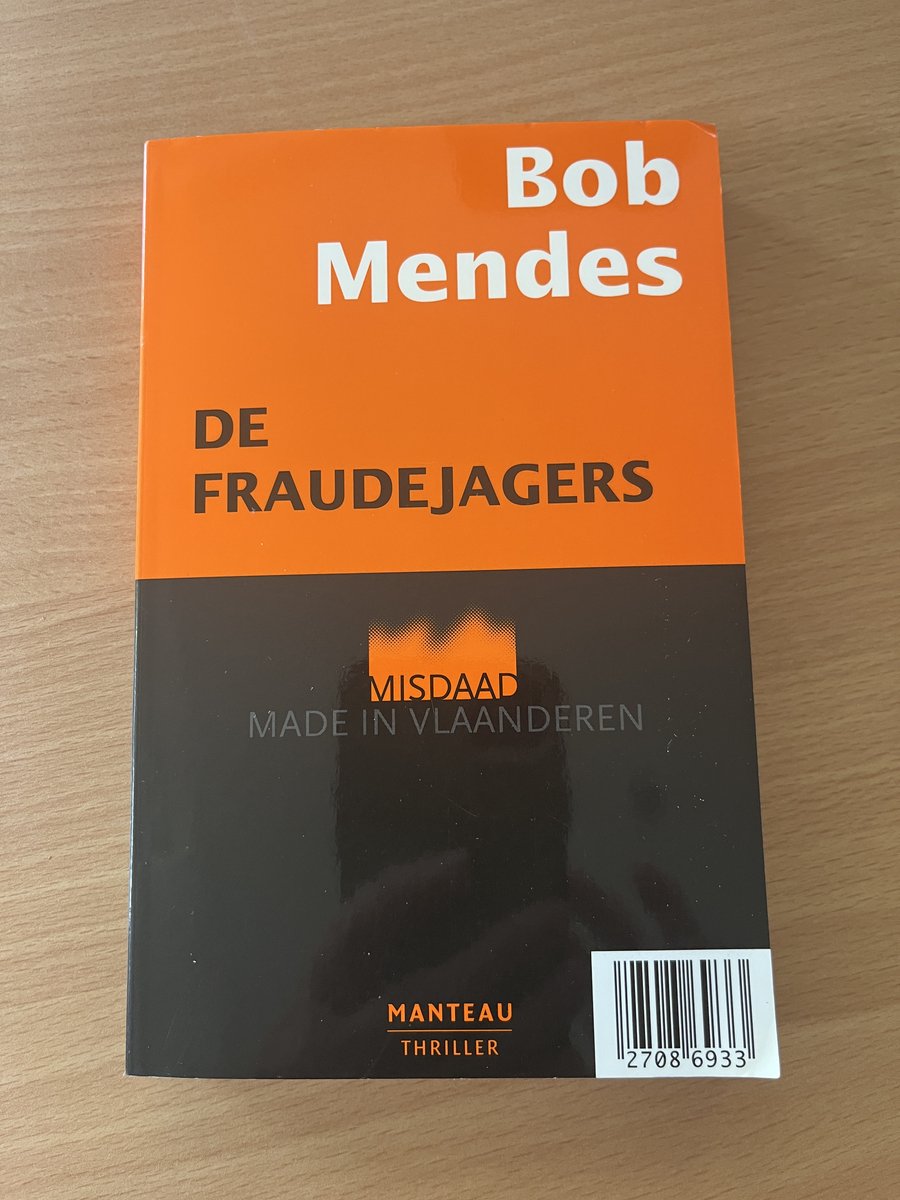 Bob
Mendes
DE
FRAUDEJAGERS
MISDAAD
MADE IN VLAANDEREN
MANTEAU
THRILLER
2708 6933